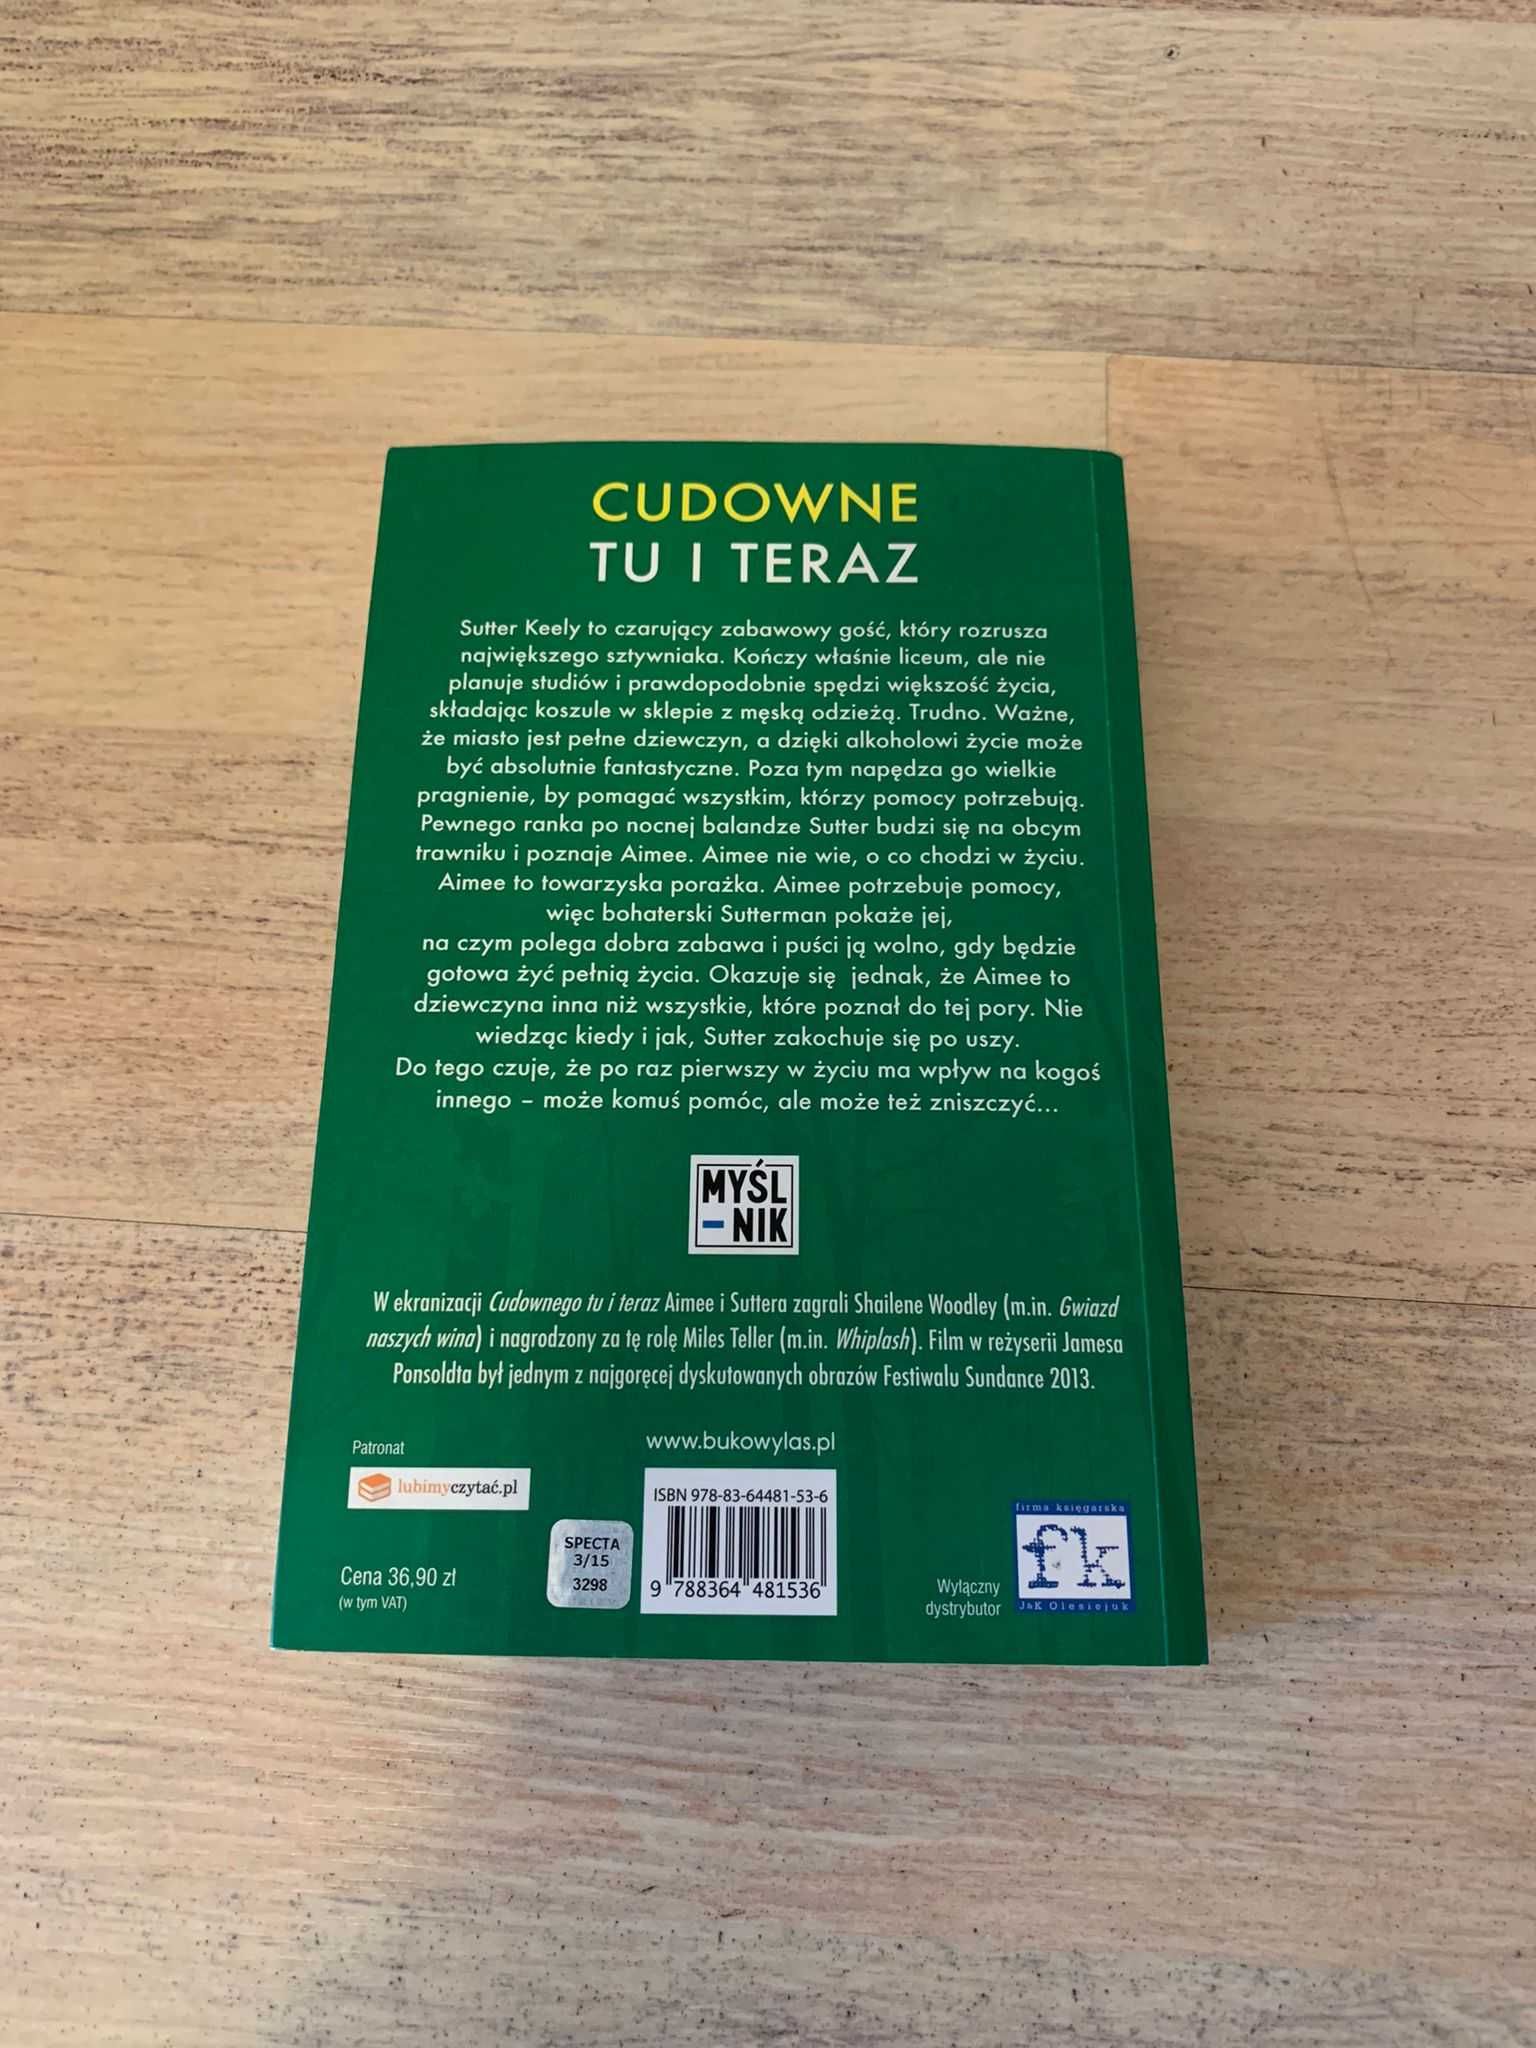 CUDOWNE
TU I TERAZ
Sutter Keely to czarujący zabawowy gość, który rozrusza
największego sztywniaka. Kończy właśnie liceum, ale nie
planuje studiów i prawdopodobnie spędzi większość życia,
składając koszule w sklepie z męską odzieżą. Trudno. Ważne,
że miasto jest pełne dziewczyn, a dzięki alkoholowi życie może
być absolutnie fantastyczne. Poza tym napędza go wielkie
pragnienie, by pomagać wszystkim, którzy pomocy potrzebują.
Pewnego ranka po nocnej balandze Sutter budzi się na obcym
trawniku i poznaje Aimee. Aimee nie wie, o co chodzi w życiu.
Aimee to towarzyska porażka. Aimee potrzebuje pomocy,
więc bohaterski Sutterman pokaże jej,
na czym polega dobra zabawa i puści ją wolno, gdy będzie
gotowa żyć pełnią życia. Okazuje się jednak, że Aimee to
dziewczyna inna niż wszystkie, które poznał do tej pory. Nie
wiedząc kiedy i jak, Sutter zakochuje się po uszy.
Do tego czuje, że po raz pierwszy w życiu ma wpływ na kogoś
innego – może komuś pomóc, ale może też zniszczyć...
MYŚL
– NIK
W ekranizacji Cudownego tu i teraz Aimee i Suttera zagrali Shailene Woodley (m.in. Gwiazd
naszych wina) i nagrodzony za tę rolę Miles Teller (m.in. Whiplash). Film w reżyserii Jamesa
Ponsoldta był jednym z najgoręcej dyskutowanych obrazów Festiwalu Sundance 2013.
www.bukowylas.pl
Patronat
lubimyczytać.pl
Cena 36,90 zł
(w tym VAT)
SPECTA
3/15
3298
ISBN 978-83-64481-53-6
9 788364 481536
Wyłączny
dystrybutor
firma księgarska
fk
J&K Olesiejuk